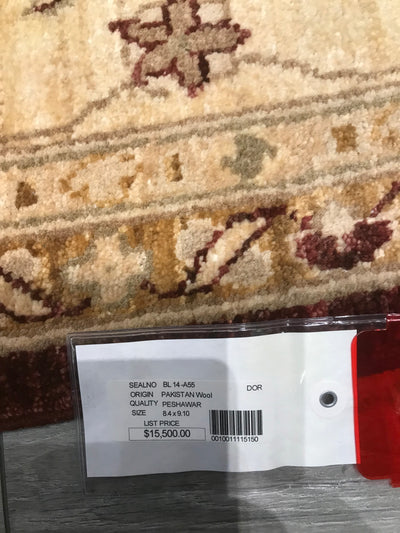 SEALNO BL 14 -A55 DOR
ORIGIN PAKISTAN Wool
QUALITY PESHAWAR
SIZE 8.4 x 9.10
LIST PRICE
$15,500.00
0010011115150